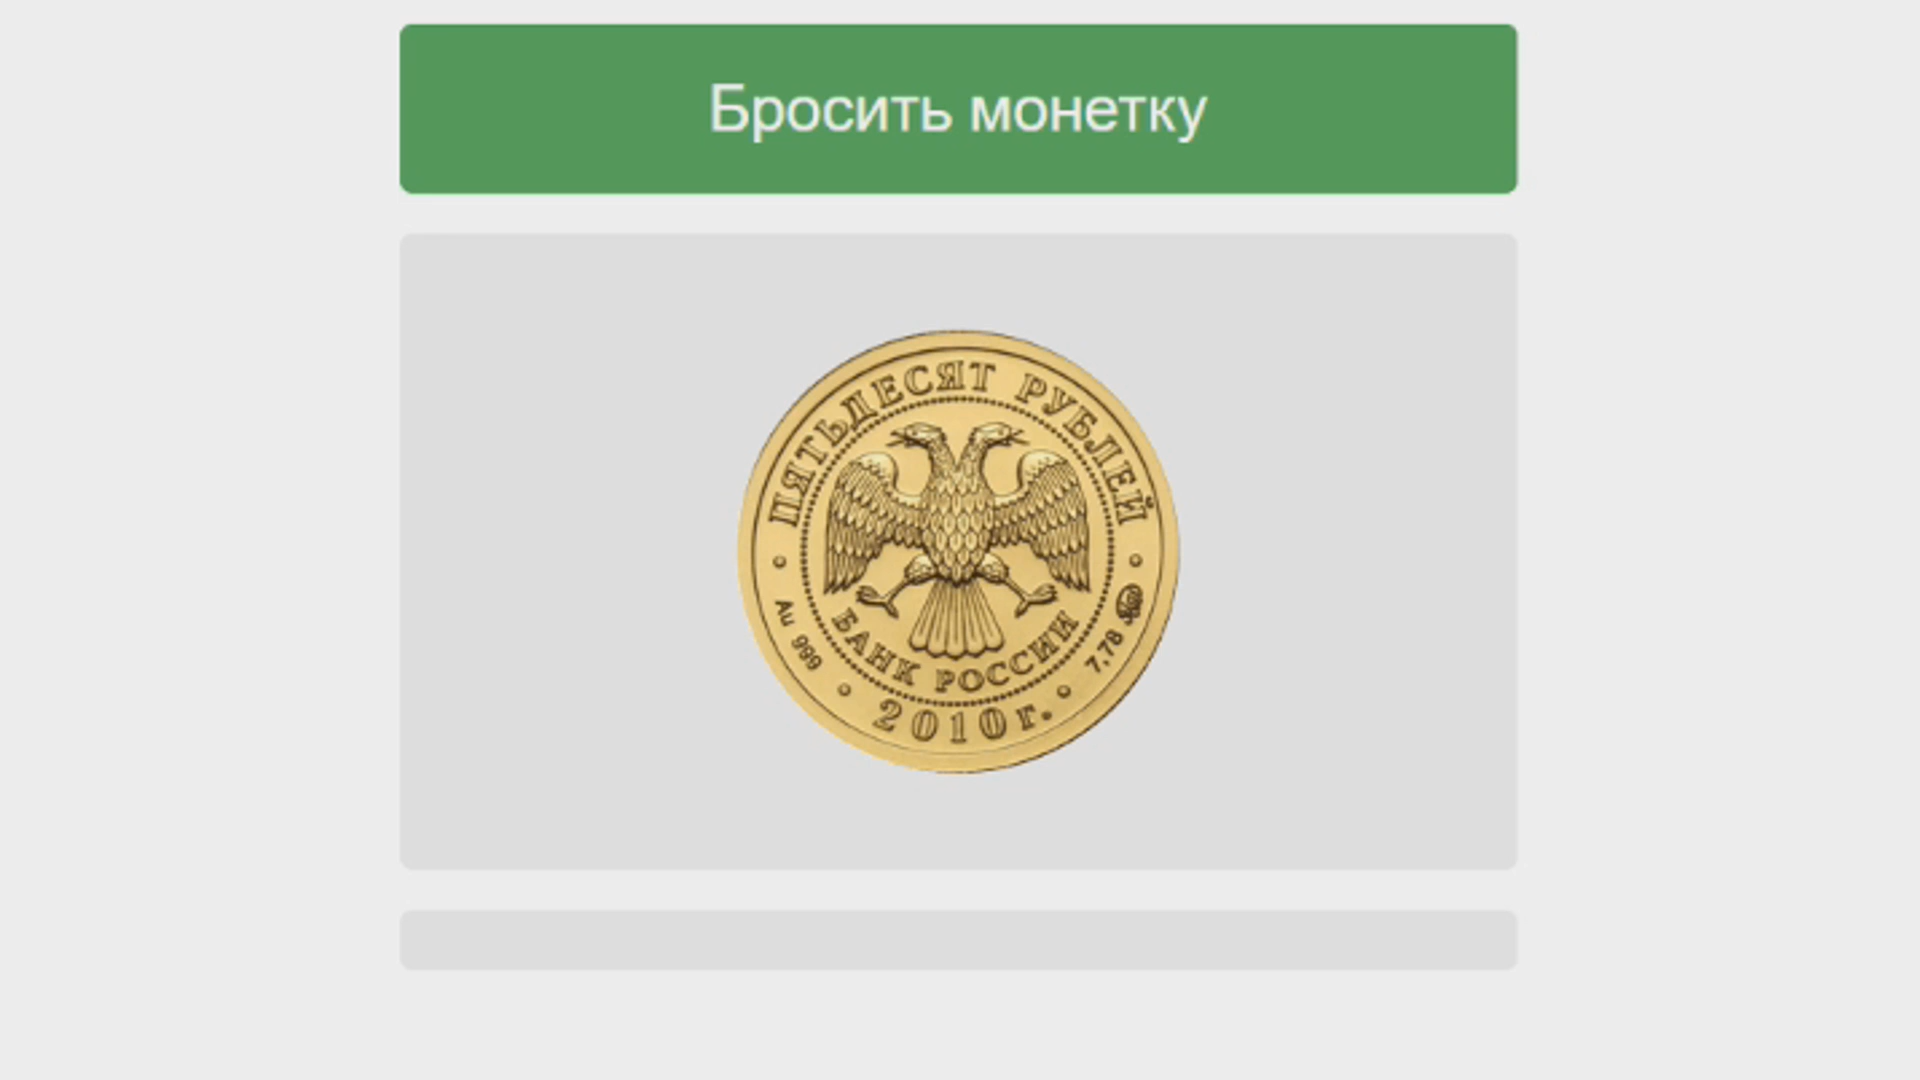 Бросить монетку
ПЯТЬДЕСЯТ РУБЛЕЙ
БАНК РОССИИ
Au 999
7,78
2010 г.